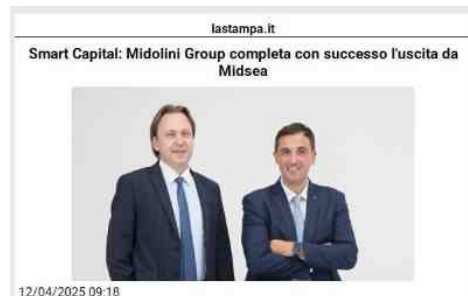 lastampa.it
Smart Capital: Midolini Group completa con successo l'uscita da
Midsea
12/04/2025 09:18